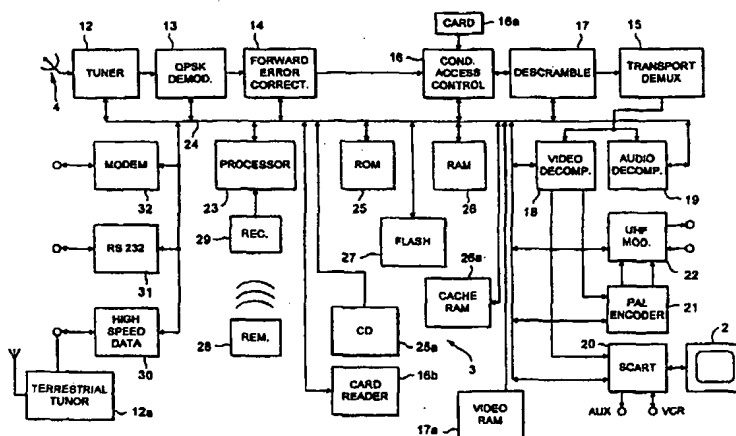 12
13
14
CARD
16a
16
17
15
TUNER
QPSK
DEMOD.
FORWARD
ERROR
CORRECT.
COND.
ACCESS
CONTROL
DESCRAMBLE
TRANSPORT
DEMUX
4
24
MODEM
32
PROCESSOR
23
ROM
25
RAM
26
VIDEO
DECOMP.
18
AUDIO
DECOMP.
19
RS 232
31
29
REC.
27
FLASH
26a
CACHE
RAM
UHF
MOD.
22
HIGH
SPEED
DATA
30
28
REM.
CD
25a
3
PAL
ENCODER
21
20
2
SCART
TERRESTRIAL
TUNOR
12a
CARD
READER
16b
VIDEO
RAM
17a
AUX
VCR